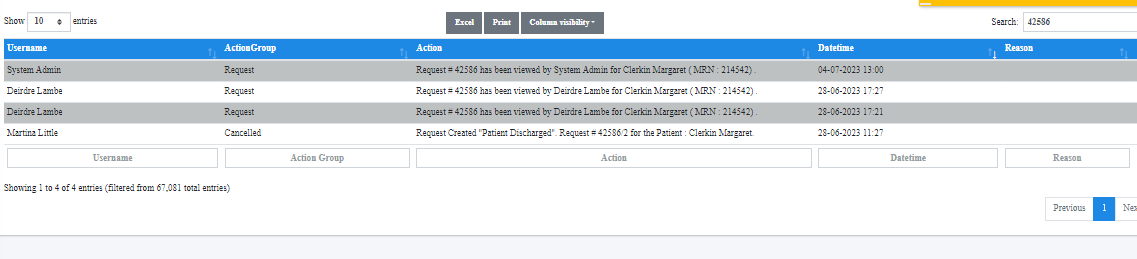 Show 10 entries Excel Print Column visibility Search: 42586
Username ActionGroup Action Datetime Reason
System Admin Request Request # 42586 has been viewed by System Admin for Clerkin Margaret ( MRN : 214542) . 04-07-2023 13:00
Deirdre Lambe Request Request # 42586 has been viewed by Deirdre Lambe for Clerkin Margaret ( MRN : 214542) . 28-06-2023 17:27
Deirdre Lambe Request Request # 42586 has been viewed by Deirdre Lambe for Clerkin Margaret ( MRN : 214542) . 28-06-2023 17:21
Martina Little Cancelled Request Created "Patient Discharged". Request # 42586/2 for the Patient : Clerkin Margaret. 28-06-2023 11:27
Username Action Group Action Datetime Reason
Showing 1 to 4 of 4 entries (filtered from 67,081 total entries)
Previous 1 Nex